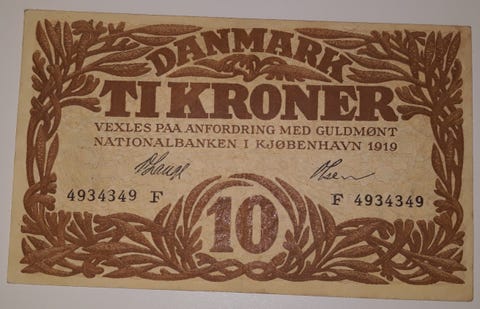 DANMARK
TI KRONER
VEXLES PAA ANFORDRING MED GULDMØNT
NATIONALBANKEN I KJØBENHAVN 1919
4934349 F
F 4934349
10